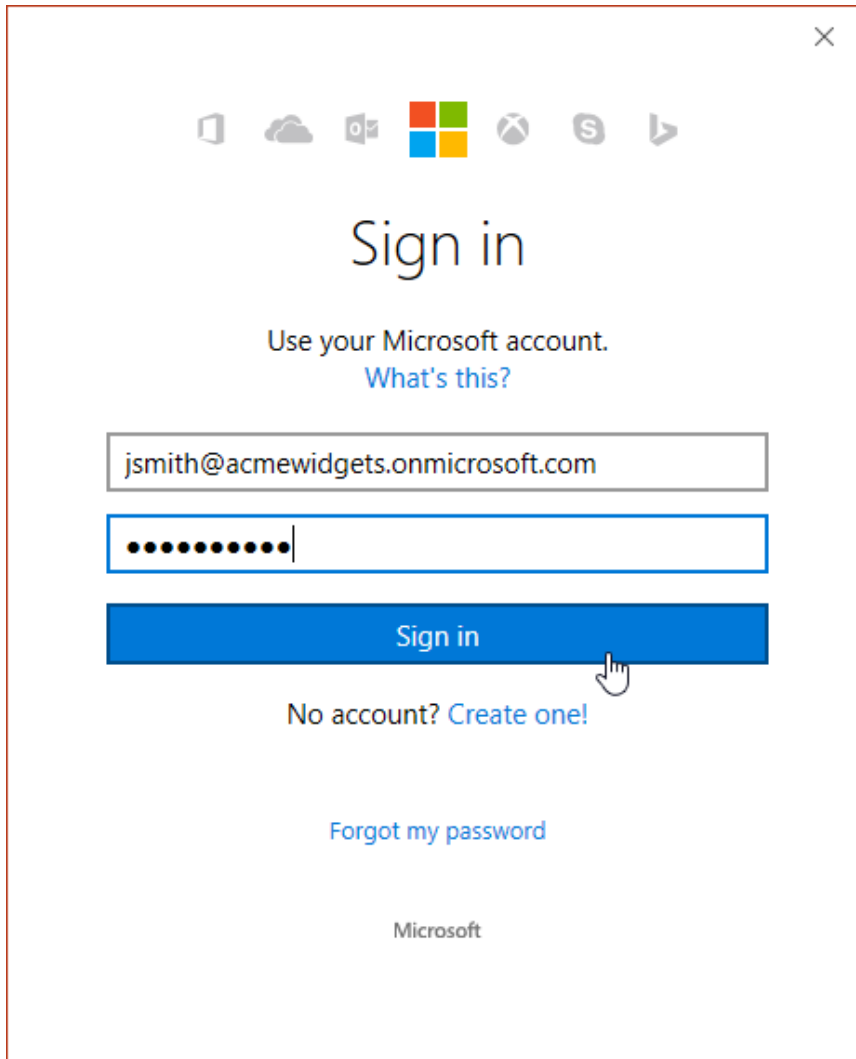 Sign in
Use your Microsoft account.
What's this?
jsmith@acmewidgets.onmicrosoft.com
●●●●●●●●●●
Sign in
No account? Create one!
Forgot my password
Microsoft